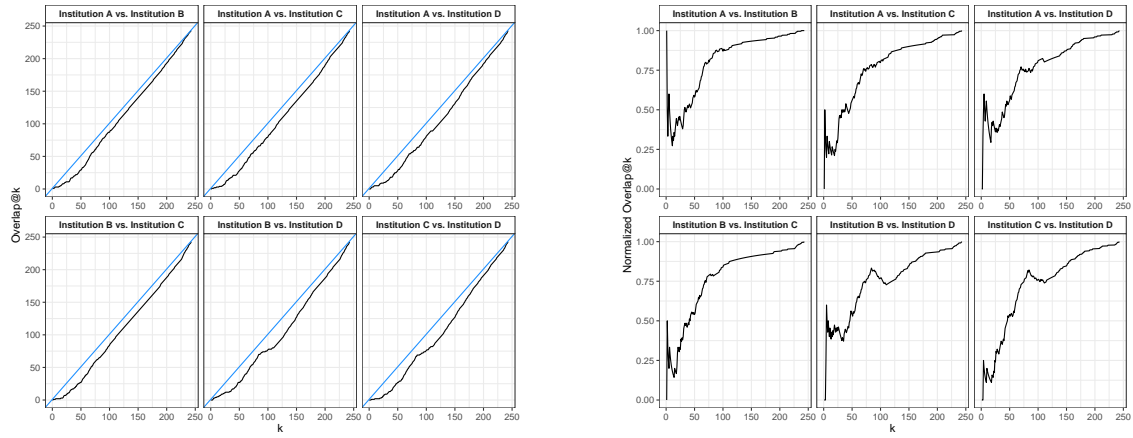 Institution A vs. Institution B Institution A vs. Institution C Institution A vs. Institution D
250
200
150
100
50
0
0 50 100 150 200 250 0 50 100 150 200 250 0 50 100 150 200 250
Institution B vs. Institution C Institution B vs. Institution D Institution C vs. Institution D
250
200
150
100
50
0
0 50 100 150 200 250 0 50 100 150 200 250 0 50 100 150 200 250
k
Overlap@k
Institution A vs. Institution B Institution A vs. Institution C Institution A vs. Institution D
1.00
0.75
0.50
0.25
0.00
0 50 100 150 200 250 0 50 100 150 200 250 0 50 100 150 200 250
Institution B vs. Institution C Institution B vs. Institution D Institution C vs. Institution D
1.00
0.75
0.50
0.25
0.00
0 50 100 150 200 250 0 50 100 150 200 250 0 50 100 150 200 250
k
Normalized Overlap@k